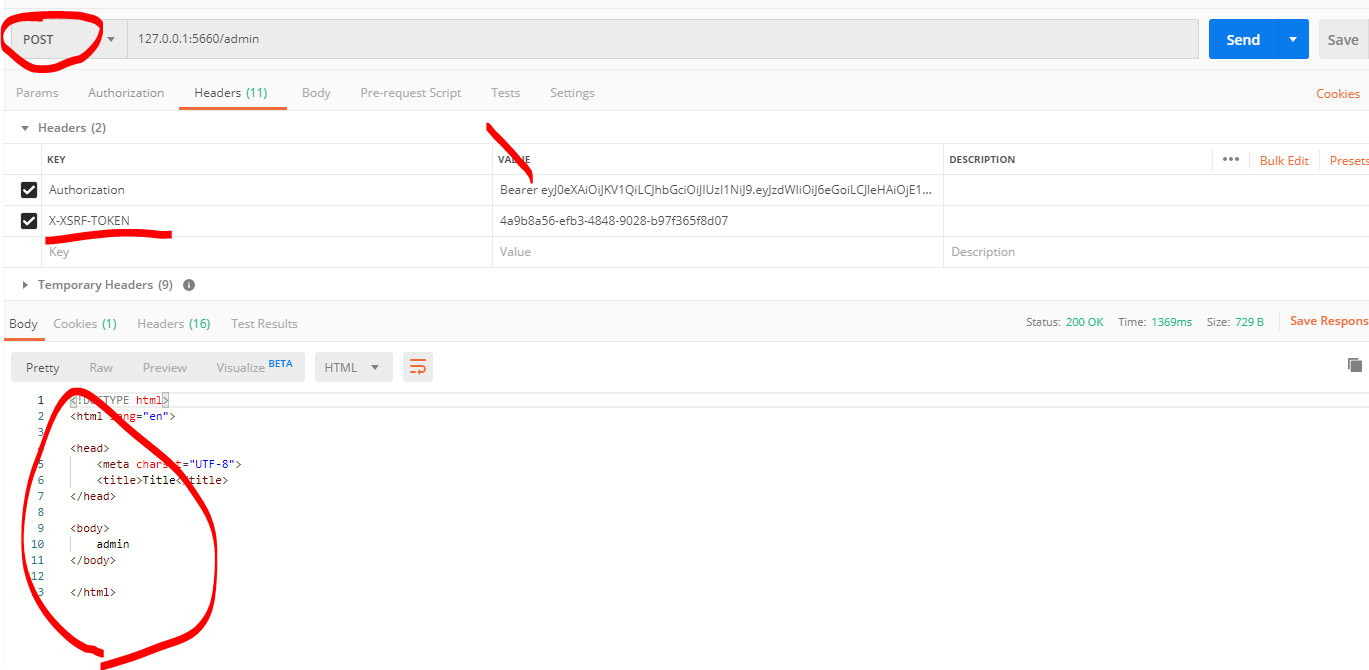 POST 127.0.0.1:5660/admin Send Save
Params Authorization Headers (11) Body Pre-request Script Tests Settings Cookies
Headers (2)
KEY VALUE DESCRIPTION ••• Bulk Edit Presets
Authorization Bearer eyJ0eXAiOiJKV1QiLCJhbGciOiJIUzI1NiJ9.eyJzdWIiOiJ6eGoiLCJleHAiOjE1...
X-XSRF-TOKEN 4a9b8a56-efb3-4848-9028-b97f365f8d07
Key Value Description
Temporary Headers (9) i
Body Cookies (1) Headers (16) Test Results Status: 200 OK Time: 1369ms Size: 729 B Save Respons
Pretty Raw Preview Visualize BETA HTML
1 <!DOCTYPE html>
2 <html lang="en">
3
<head>
5 <meta charset="UTF-8">
6 <title>Title</title>
7 </head>
8
9 <body>
10 admin
11 </body>
12
3 </html>